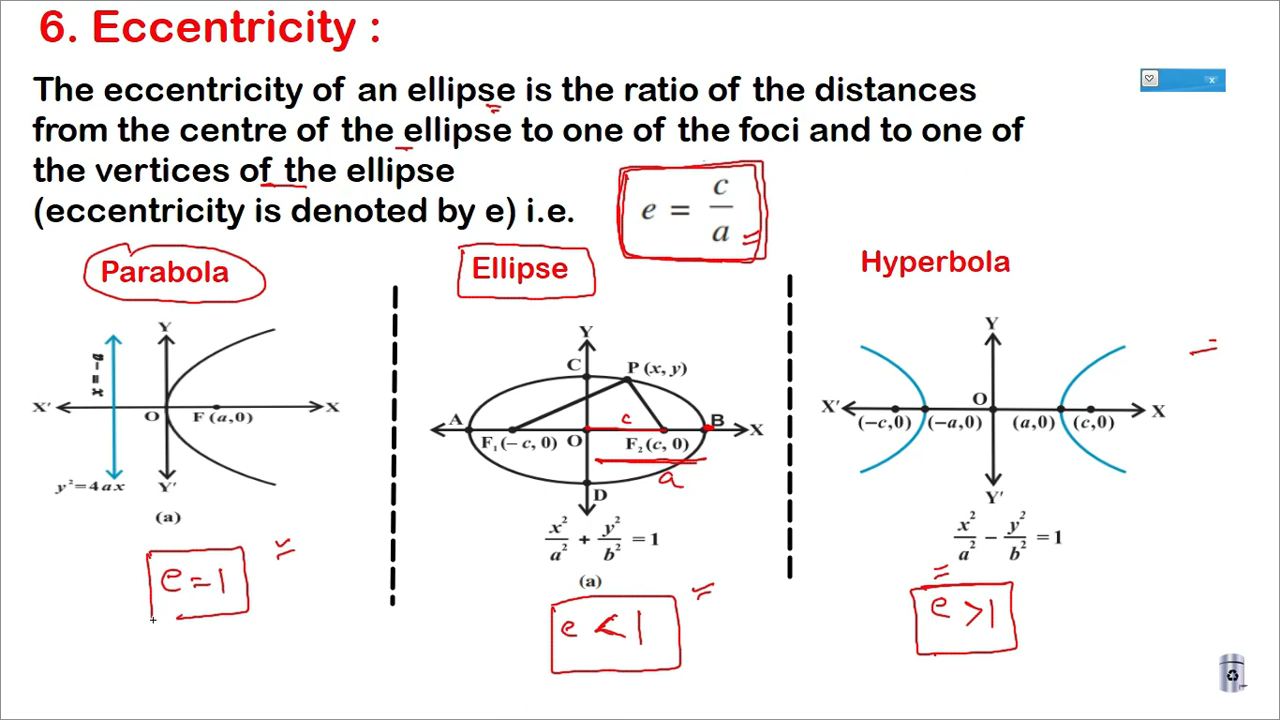 6. Eccentricity :
The eccentricity of an ellipse is the ratio of the distances
from the centre of the ellipse to one of the foci and to one of
the vertices of the ellipse
(eccentricity is denoted by e) i.e.
e = c/a
Parabola
Y
x = -a
X'
O
F (a,0)
X
y²=4ax
Y'
(a)
e=1
Ellipse
Y
C
P (x, y)
A
c
B
F₁(– c, 0)
O
F₂(c, 0)
X
a
D
x²/a² + y²/b² = 1
(a)
e < 1
Hyperbola
Y
O
X'
X
(−c,0)
(−a,0)
(a,0)
(c,0)
Y'
x²/a² − y²/b² = 1
e >1
x